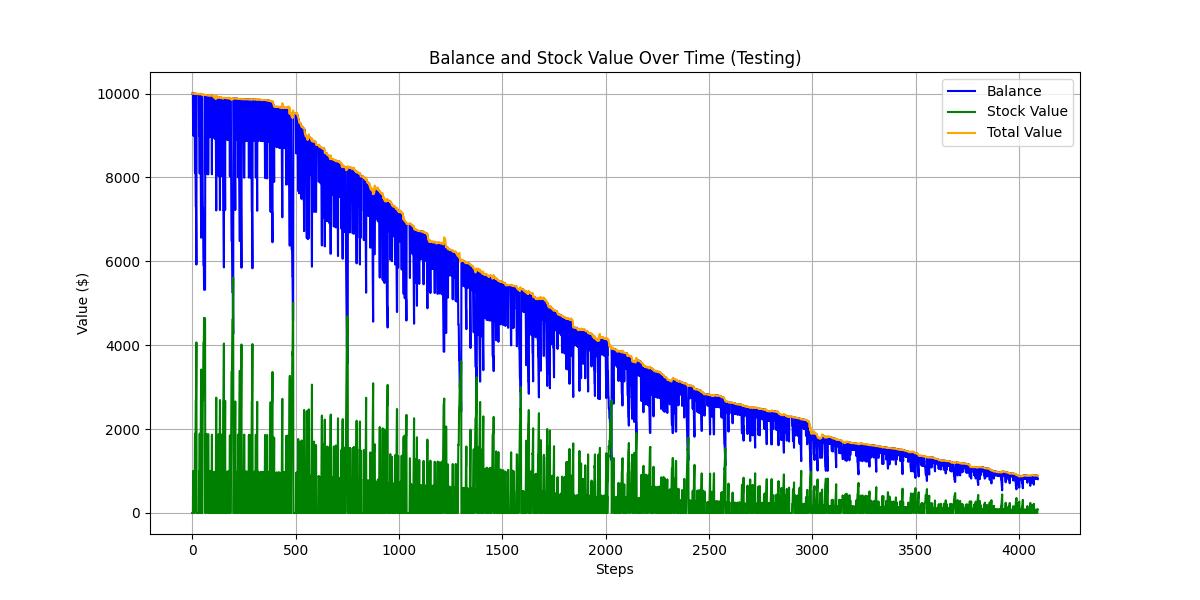 Balance and Stock Value Over Time (Testing)
Balance
Stock Value
Total Value
Value ($)
10000
8000
6000
4000
2000
0
0 500 1000 1500 2000 2500 3000 3500 4000
Steps